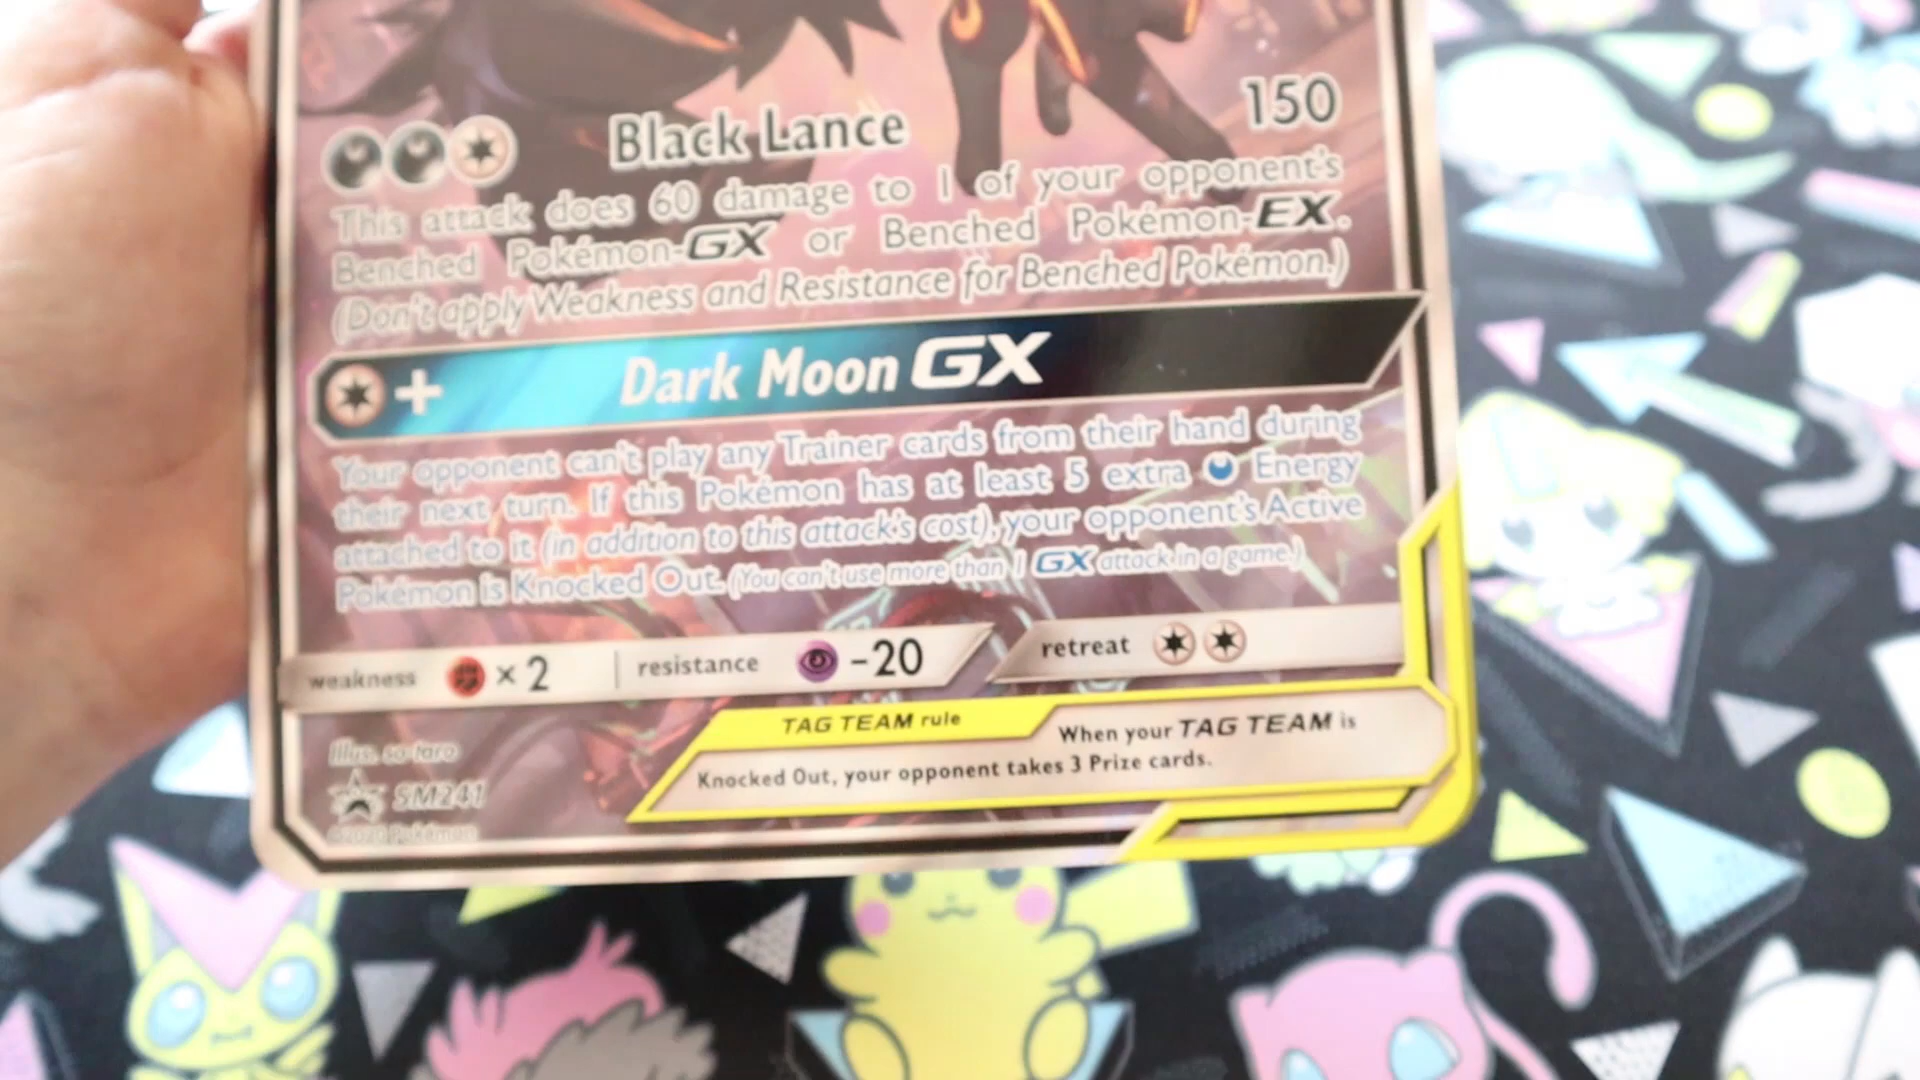 Black Lance 150
This attack does 60 damage to 1 of your opponent's
Benched Pokémon-GX or Benched Pokémon-EX.
(Don't apply Weakness and Resistance for Benched Pokémon.)
+ Dark Moon GX
Your opponent can't play any Trainer cards from their hand during
their next turn. If this Pokémon has at least 5 extra Energy
attached to it (in addition to this attack's cost), your opponent's Active
Pokémon is Knocked Out. (You can't use more than 1 GX attack in a game.)
weakness × 2 resistance -20 retreat
TAG TEAM rule When your TAG TEAM is
Knocked Out, your opponent takes 3 Prize cards.
Illus. so-taro
SM241
©2020 Pokémon